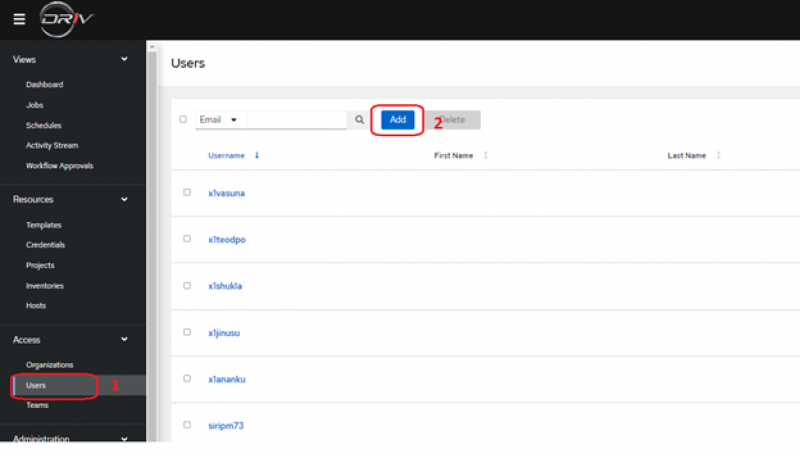 DRIV
Views
Dashboard
Jobs
Schedules
Activity Stream
Workflow Approvals
Resources
Templates
Credentials
Projects
Inventories
Hosts
Access
Organizations
Users 1
Teams
Administration
Users
Email Add 2 Delete
Username First Name Last Name
x1vasuna
x1teodpo
x1shukla
x1jinusu
x1ananku
siripm73